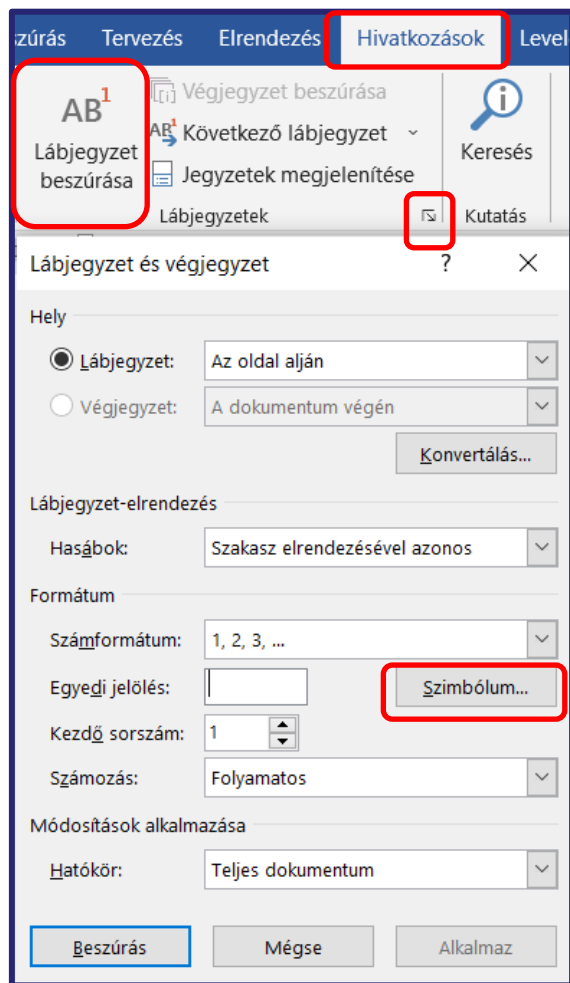 szúrás Tervezés Elrendezés Hivatkozások Level
AB1 Lábjegyzet beszúrása
[i] Végjegyzet beszúrása
AB1 Következő lábjegyzet
Jegyzetek megjelenítése
Keresés
Lábjegyzetek Kutatás
Lábjegyzet és végjegyzet ?
Hely
Lábjegyzet: Az oldal alján
Végjegyzet: A dokumentum végén
Konvertálás...
Lábjegyzet-elrendezés
Hasábok: Szakasz elrendezésével azonos
Formátum
Számformátum: 1, 2, 3, ...
Egyedi jelölés: Szimbólum...
Kezdő sorszám: 1
Számozás: Folyamatos
Módosítások alkalmazása
Hatókör: Teljes dokumentum
Beszúrás Mégse Alkalmaz